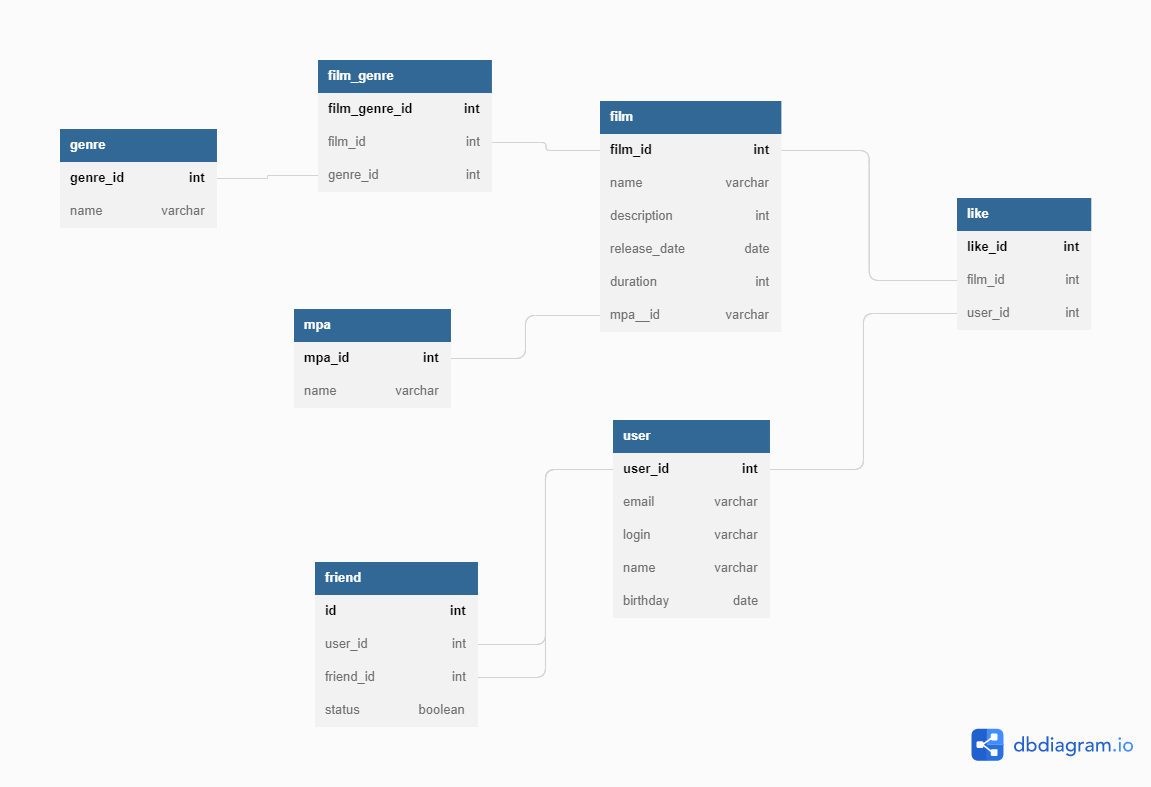 film_genre
film_genre_id int
film_id int
genre_id int
genre
genre_id int
name varchar
film
film_id int
name varchar
description int
release_date date
duration int
mpa__id varchar
like
like_id int
film_id int
user_id int
mpa
mpa_id int
name varchar
user
user_id int
email varchar
login varchar
name varchar
birthday date
friend
id int
user_id int
friend_id int
status boolean
dbdiagram.io